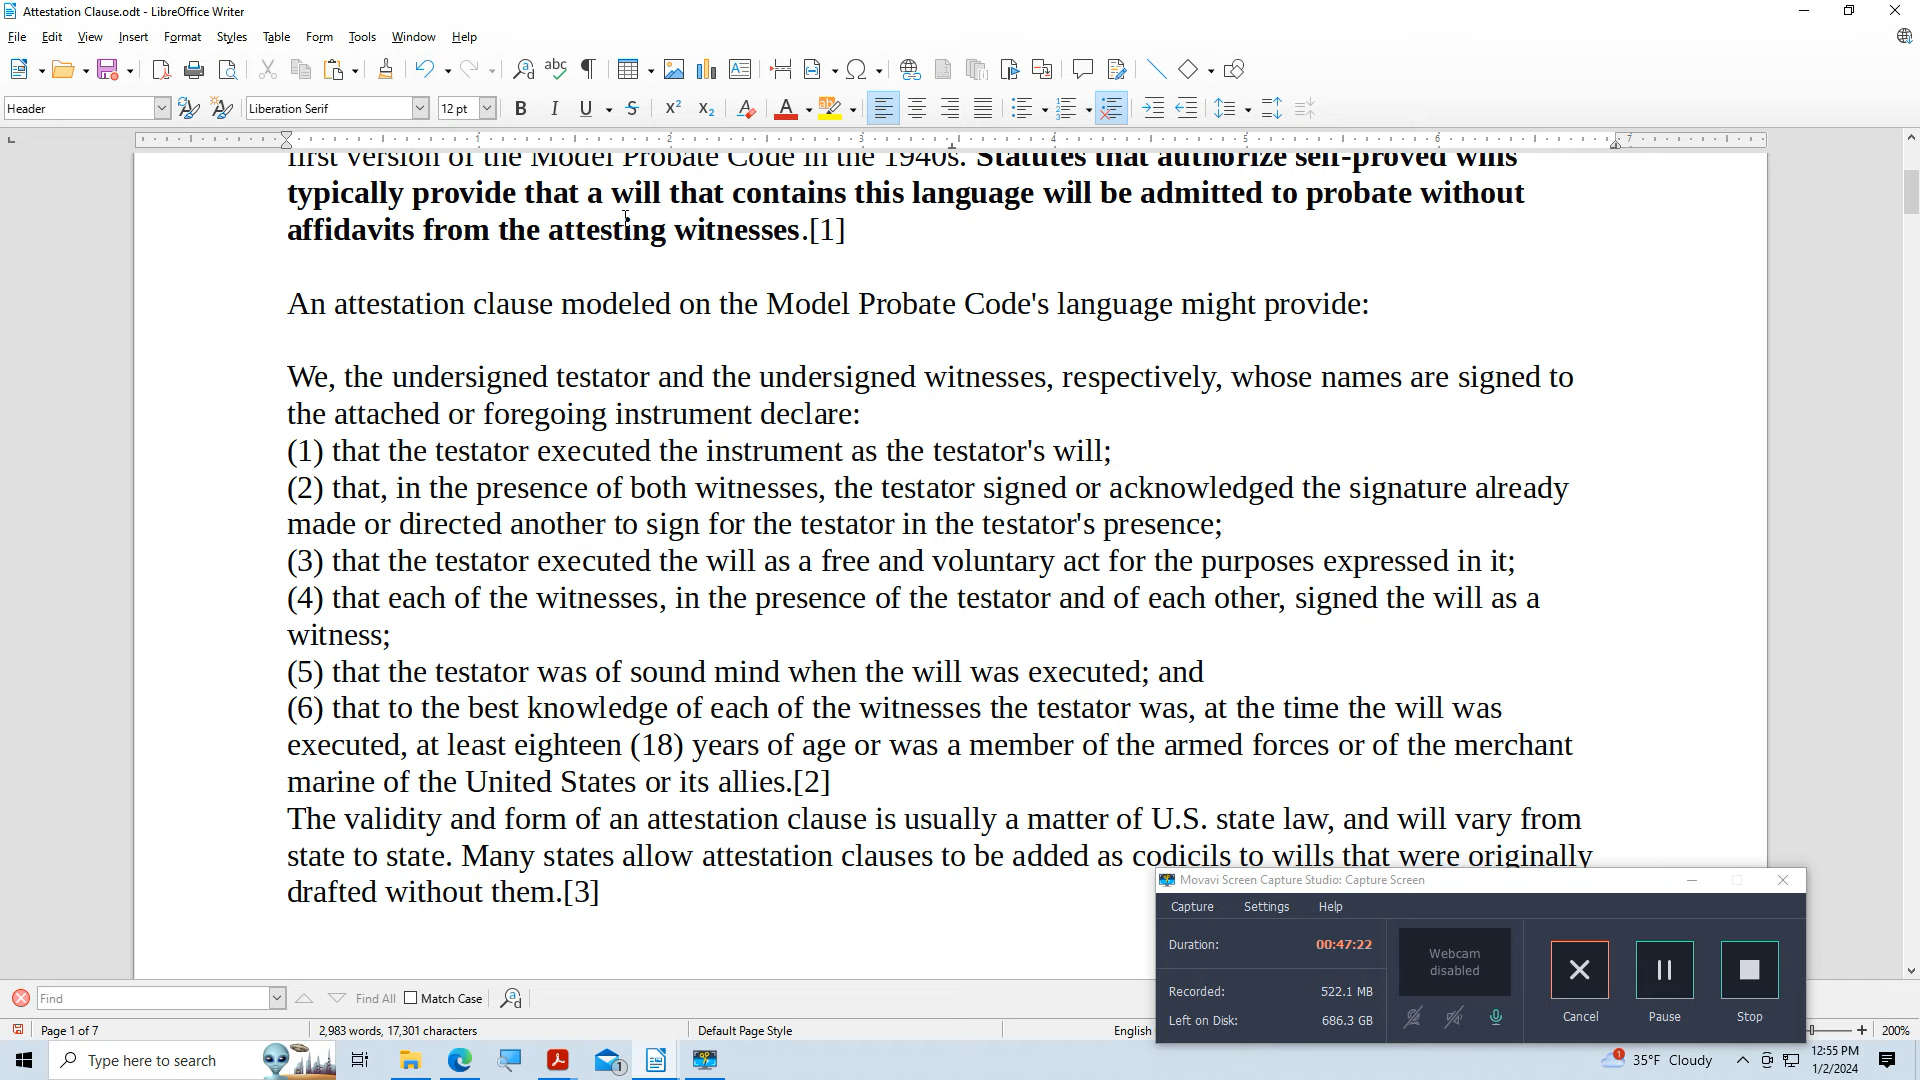 Attestation Clause.odt - LibreOffice Writer
File Edit View Insert Format Styles Table Form Tools Window Help
Header Liberation Serif 12 pt
first version of the Model Probate Code in the 1940s. Statutes that authorize self-proved wills
typically provide that a will that contains this language will be admitted to probate without
affidavits from the attesting witnesses.[1]
An attestation clause modeled on the Model Probate Code's language might provide:
We, the undersigned testator and the undersigned witnesses, respectively, whose names are signed to
the attached or foregoing instrument declare:
(1) that the testator executed the instrument as the testator's will;
(2) that, in the presence of both witnesses, the testator signed or acknowledged the signature already
made or directed another to sign for the testator in the testator's presence;
(3) that the testator executed the will as a free and voluntary act for the purposes expressed in it;
(4) that each of the witnesses, in the presence of the testator and of each other, signed the will as a
witness;
(5) that the testator was of sound mind when the will was executed; and
(6) that to the best knowledge of each of the witnesses the testator was, at the time the will was
executed, at least eighteen (18) years of age or was a member of the armed forces or of the merchant
marine of the United States or its allies.[2]
The validity and form of an attestation clause is usually a matter of U.S. state law, and will vary from
state to state. Many states allow attestation clauses to be added as codicils to wills that were originally
drafted without them.[3]
Movavi Screen Capture Studio: Capture Screen
Capture Settings Help
Duration: 00:47:22
Webcam
disabled
Recorded: 522.1 MB
Left on Disk: 686.3 GB
Cancel Pause Stop
Find Find All Match Case
Page 1 of 7 2,983 words, 17,301 characters Default Page Style English 200%
Type here to search
35°F Cloudy
12:55 PM
1/2/2024